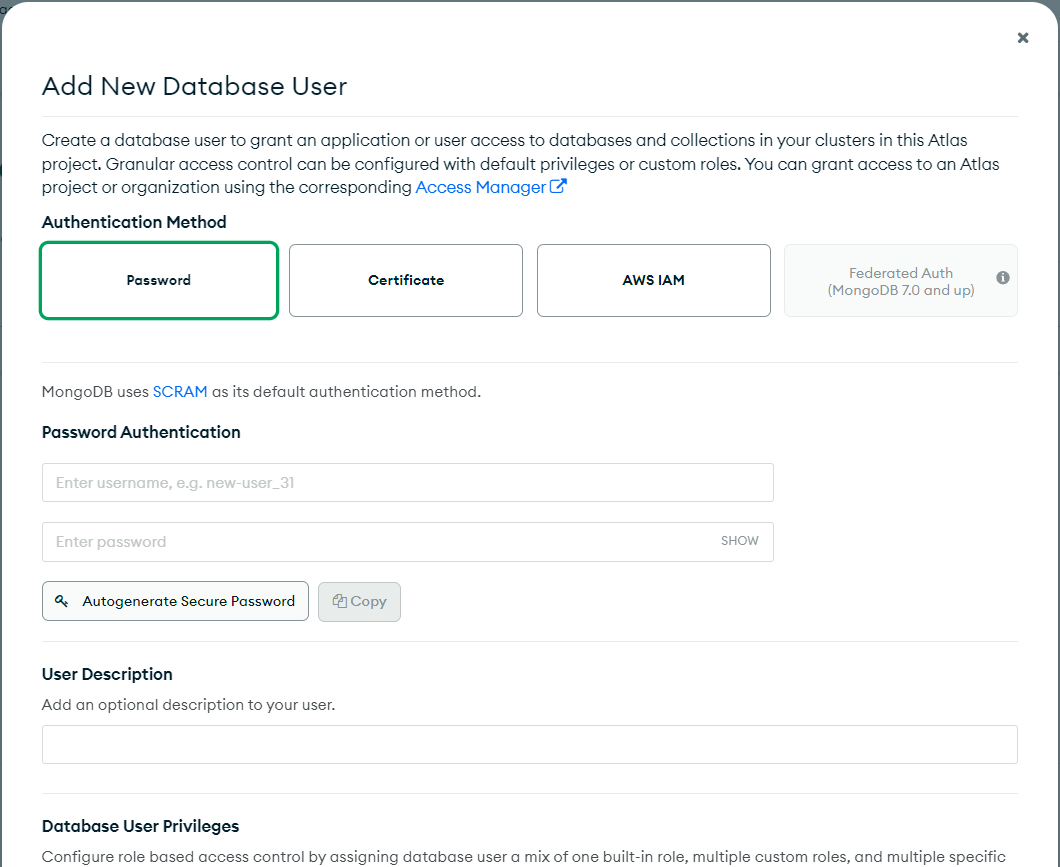 Add New Database User
Create a database user to grant an application or user access to databases and collections in your clusters in this Atlas
project. Granular access control can be configured with default privileges or custom roles. You can grant access to an Atlas
project or organization using the corresponding Access Manager
Authentication Method
Password
Certificate
AWS IAM
Federated Auth
(MongoDB 7.0 and up)
MongoDB uses SCRAM as its default authentication method.
Password Authentication
Enter username, e.g. new-user_31
Enter password
SHOW
Autogenerate Secure Password
Copy
User Description
Add an optional description to your user.
Database User Privileges
Configure role based access control by assigning database user a mix of one built-in role, multiple custom roles, and multiple specific